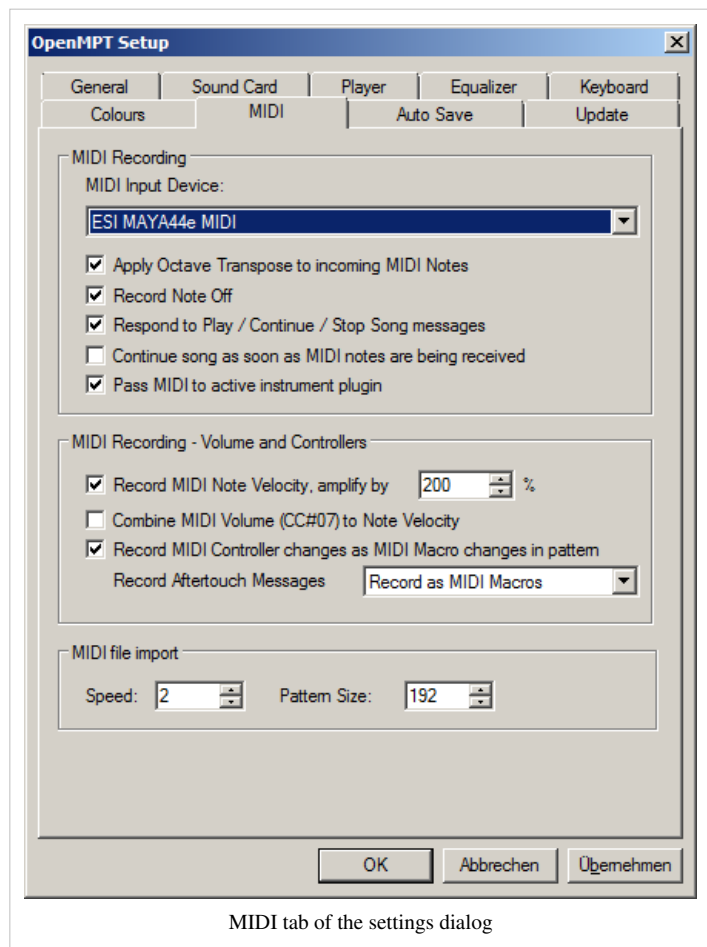 OpenMPT Setup
General Sound Card Player Equalizer Keyboard
Colours MIDI Auto Save Update
MIDI Recording
MIDI Input Device:
ESI MAYA44e MIDI
Apply Octave Transpose to incoming MIDI Notes
Record Note Off
Respond to Play / Continue / Stop Song messages
Continue song as soon as MIDI notes are being received
Pass MIDI to active instrument plugin
MIDI Recording - Volume and Controllers
Record MIDI Note Velocity, amplify by 200 %
Combine MIDI Volume (CC#07) to Note Velocity
Record MIDI Controller changes as MIDI Macro changes in pattern
Record Aftertouch Messages Record as MIDI Macros
MIDI file import
Speed: 2 Pattern Size: 192
OK Abbrechen Übernehmen
MIDI tab of the settings dialog